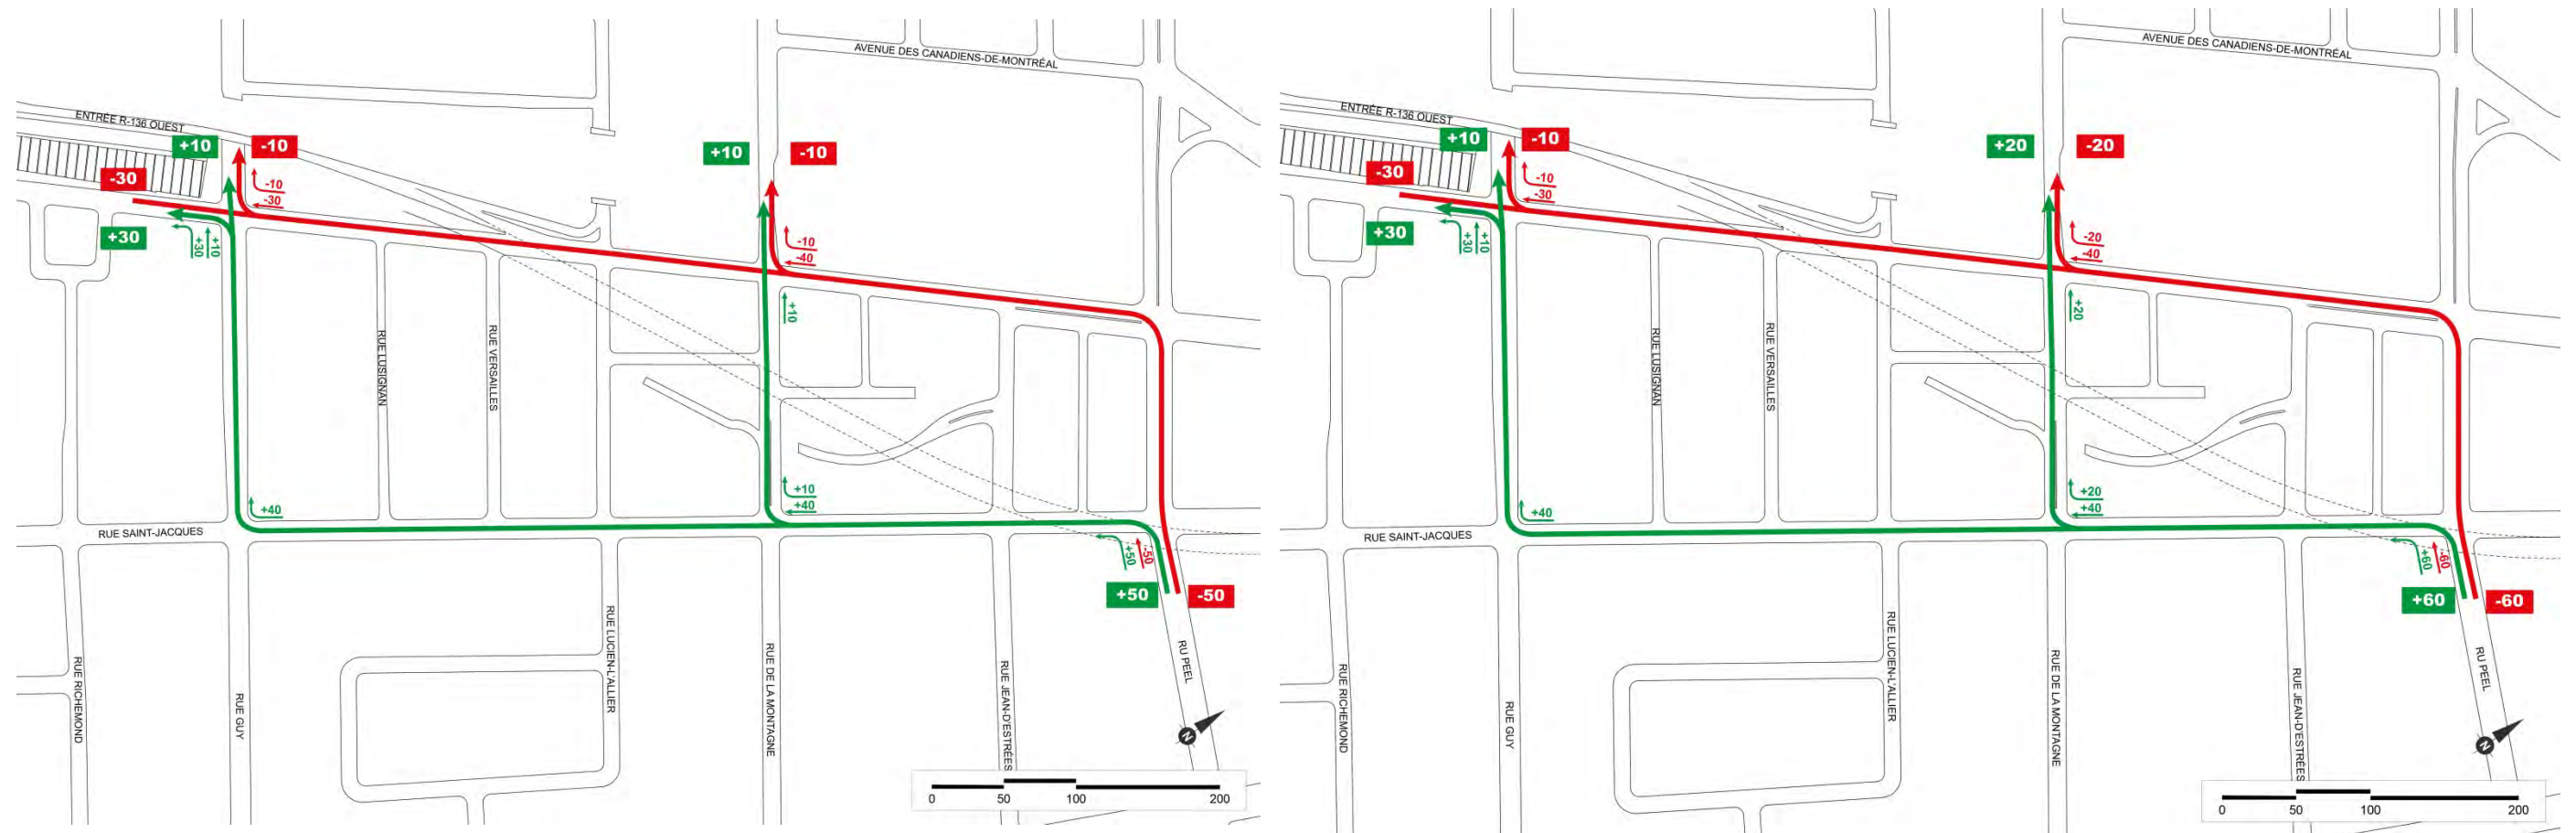 AVENUE DES CANADIENS-DE-MONTRÉAL
ENTRÉE R-136 OUEST
+10
-10
+10
-10
-30
-10
-30
+30
+30
+10
-10
-40
+10
RUE LUSIGNAN
RUE VERSAILLES
+10
+40
+40
RUE SAINT-JACQUES
+50
-50
+50
-50
RUE RICHEMOND
RUE GUY
RUE LUCIEN-L'ALLIER
RUE DE LA MONTAGNE
RUE JEAN-D'ESTRÉES
RU PEEL
N
0
50
100
200
AVENUE DES CANADIENS-DE-MONTRÉAL
ENTRÉE R-136 OUEST
+10
-10
+20
-20
-30
-10
-30
+30
+30
+10
-20
-40
+20
RUE LUSIGNAN
RUE VERSAILLES
+20
+40
+40
RUE SAINT-JACQUES
+60
-60
+60
-60
RUE RICHEMOND
RUE GUY
RUE LUCIEN-L'ALLIER
RUE DE LA MONTAGNE
RUE JEAN-D'ESTRÉES
RU PEEL
N
0
50
100
200